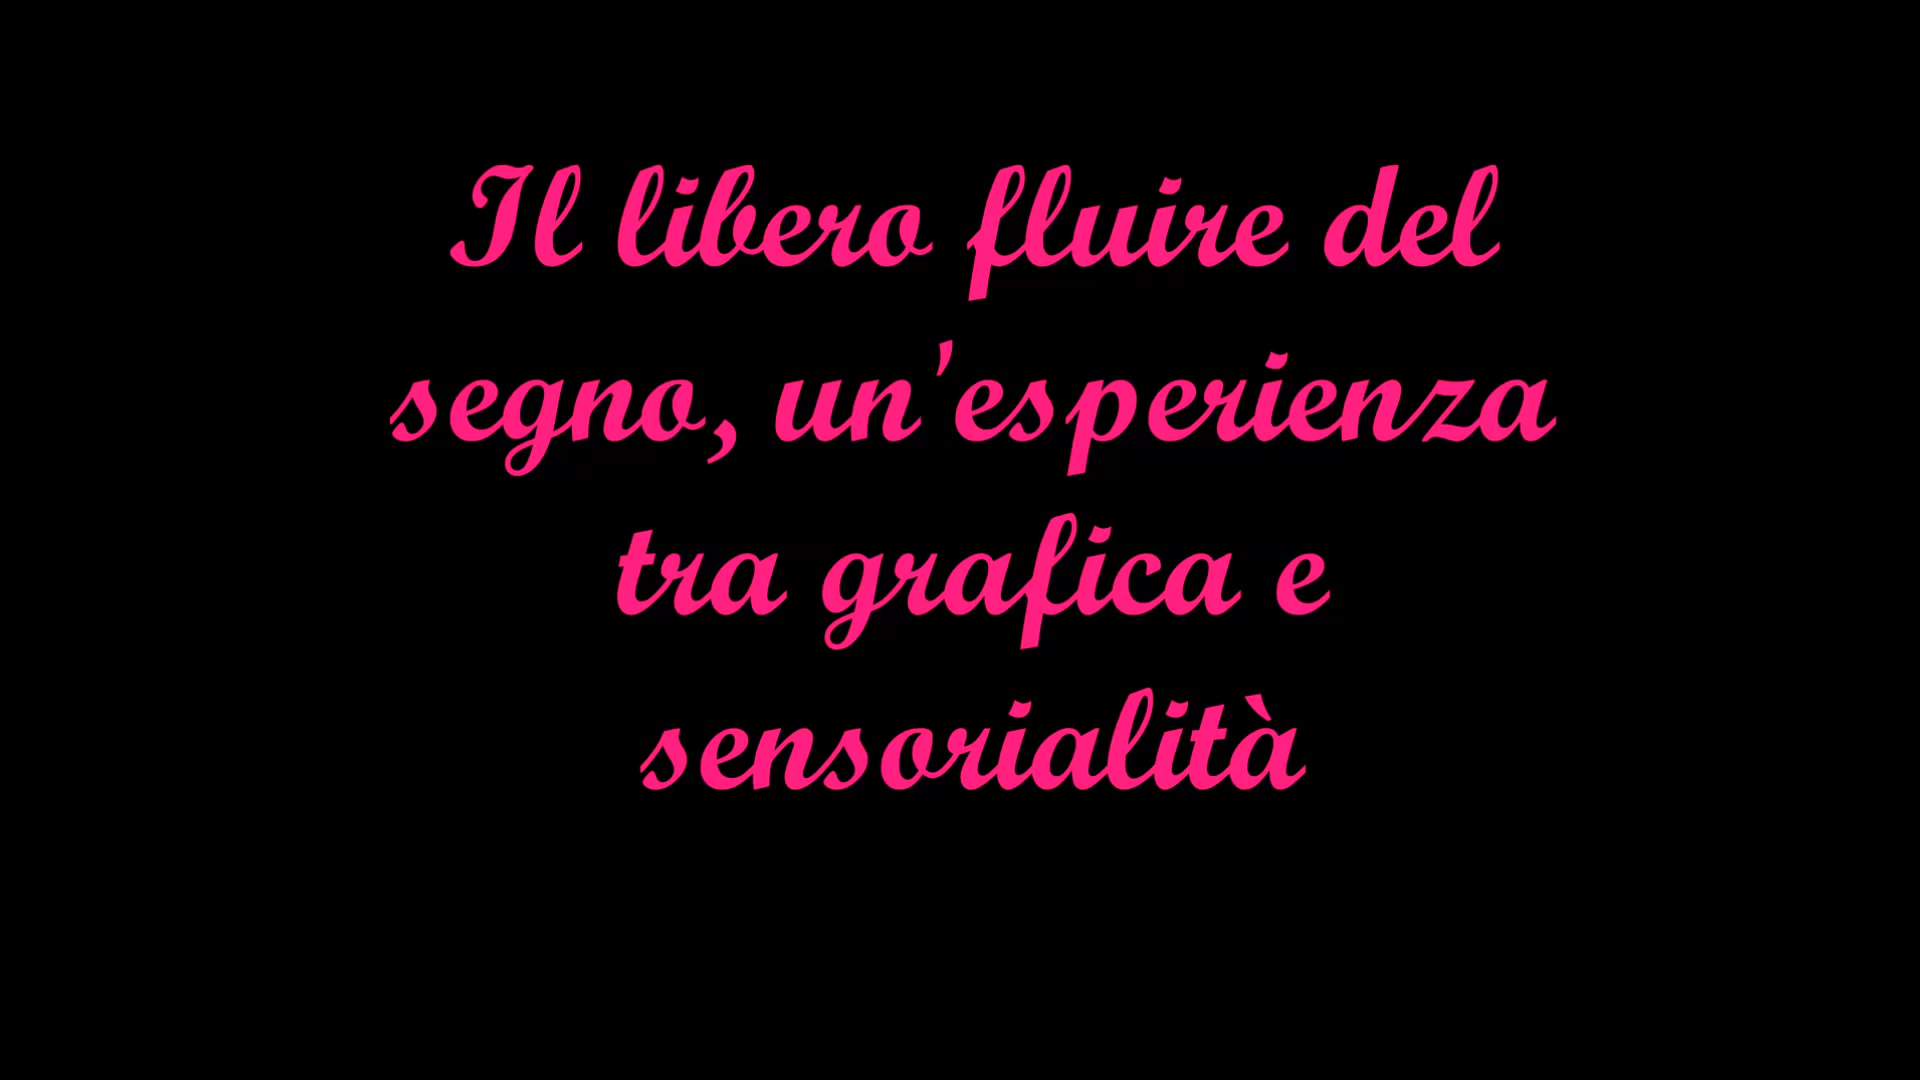 Il libero fluire del
segno, un'esperienza
tra grafica e
sensorialità